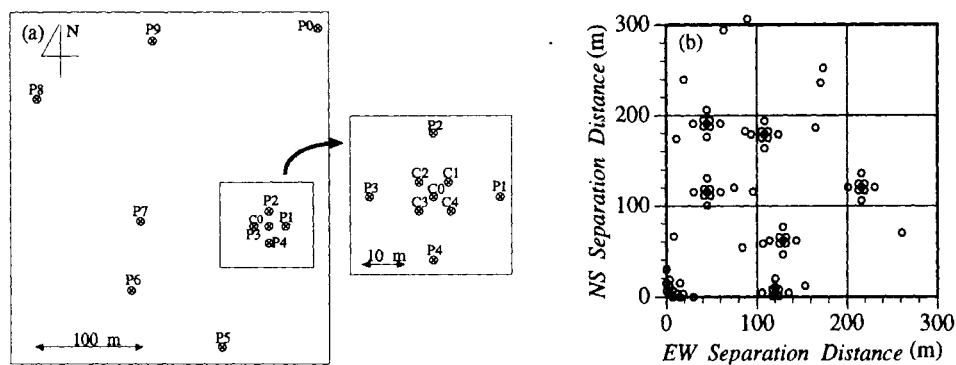 (a)
N
P9
P0
P8
P7
P6
P5
100 m
P2
C0
P1
P3
P4
P2
C2
C1
P3
C0
P1
C3
C4
P4
10 m
(b)
NS Separation Distance (m)
300
200
100
0
0
100
200
300
EW Separation Distance (m)